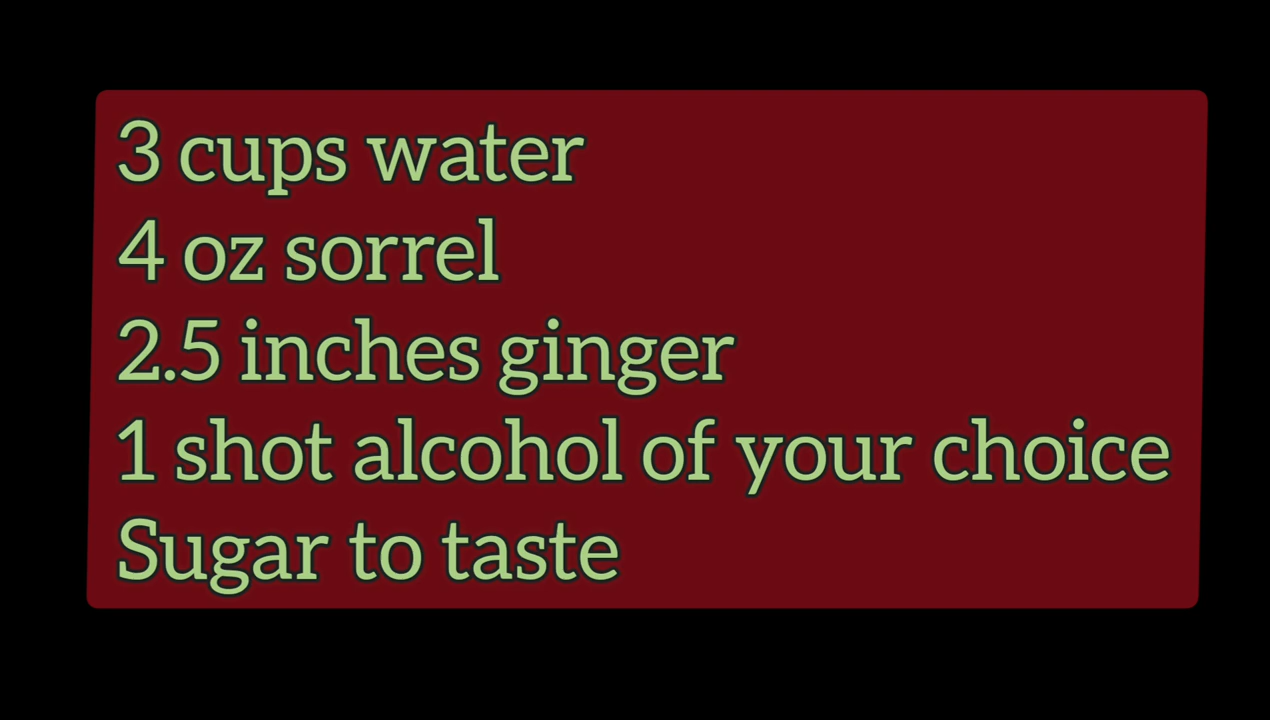 3 cups water
4 oz sorrel
2.5 inches ginger
1 shot alcohol of your choice
Sugar to taste